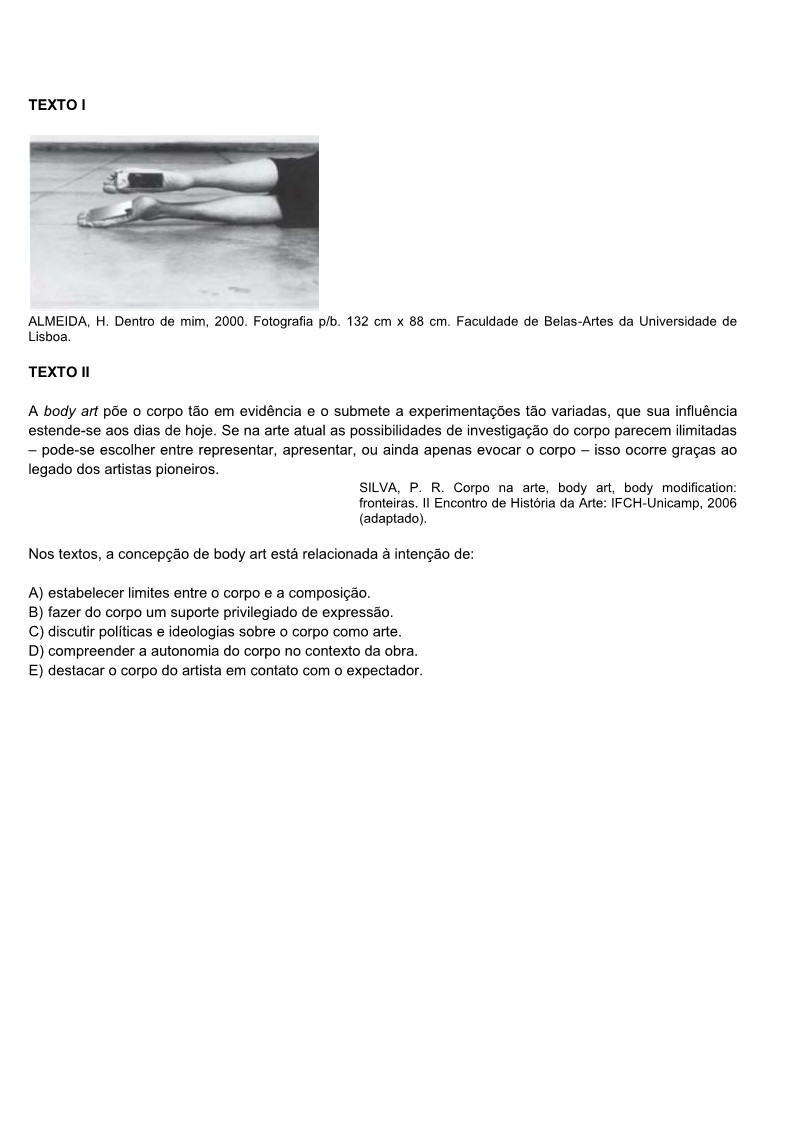 TEXTO I
ALMEIDA, H. Dentro de mim, 2000. Fotografia p/b. 132 cm x 88 cm. Faculdade de Belas-Artes da Universidade de
Lisboa.
TEXTO II
A body art põe o corpo tão em evidência e o submete a experimentações tão variadas, que sua influência
estende-se aos dias de hoje. Se na arte atual as possibilidades de investigação do corpo parecem ilimitadas
– pode-se escolher entre representar, apresentar, ou ainda apenas evocar o corpo – isso ocorre graças ao
legado dos artistas pioneiros.
SILVA, P. R. Corpo na arte, body art, body modification:
fronteiras. II Encontro de História da Arte: IFCH-Unicamp, 2006
(adaptado).
Nos textos, a concepção de body art está relacionada à intenção de:
A) estabelecer limites entre o corpo e a composição.
B) fazer do corpo um suporte privilegiado de expressão.
C) discutir políticas e ideologias sobre o corpo como arte.
D) compreender a autonomia do corpo no contexto da obra.
E) destacar o corpo do artista em contato com o expectador.